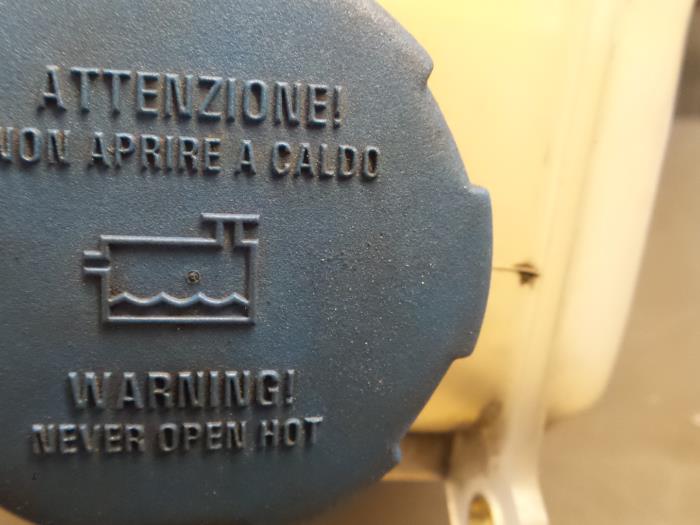 ATTENZIONE!
NON APRIRE A CALDO
WARNING!
NEVER OPEN HOT